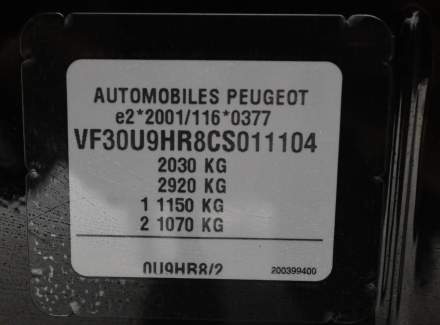 AUTOMOBILES PEUGEOT
e2*2001/116*0377
VF30U9HR8CS011104
2030 KG
2920 KG
1 1150 KG
2 1070 KG
0U9HR8/2
200399400